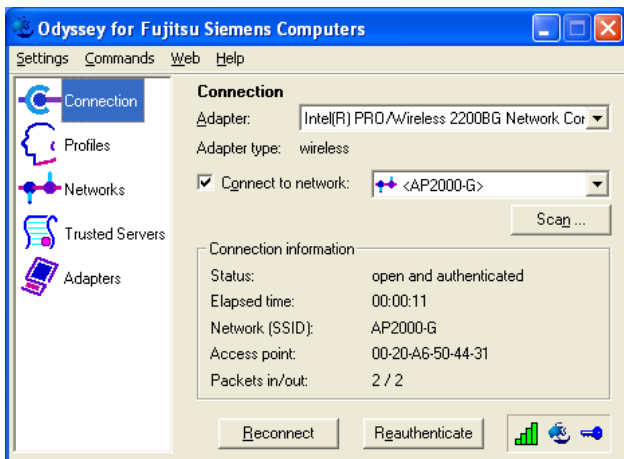 Odyssey for Fujitsu Siemens Computers
Settings Commands Web Help
Connection
Profiles
Networks
Trusted Servers
Adapters
Connection
Adapter: Intel(R) PRO/Wireless 2200BG Network Cor
Adapter type: wireless
Connect to network: <AP2000-G>
Scan ...
Connection information
Status: open and authenticated
Elapsed time: 00:00:11
Network (SSID): AP2000-G
Access point: 00-20-A6-50-44-31
Packets in/out: 2 / 2
Reconnect Reauthenticate